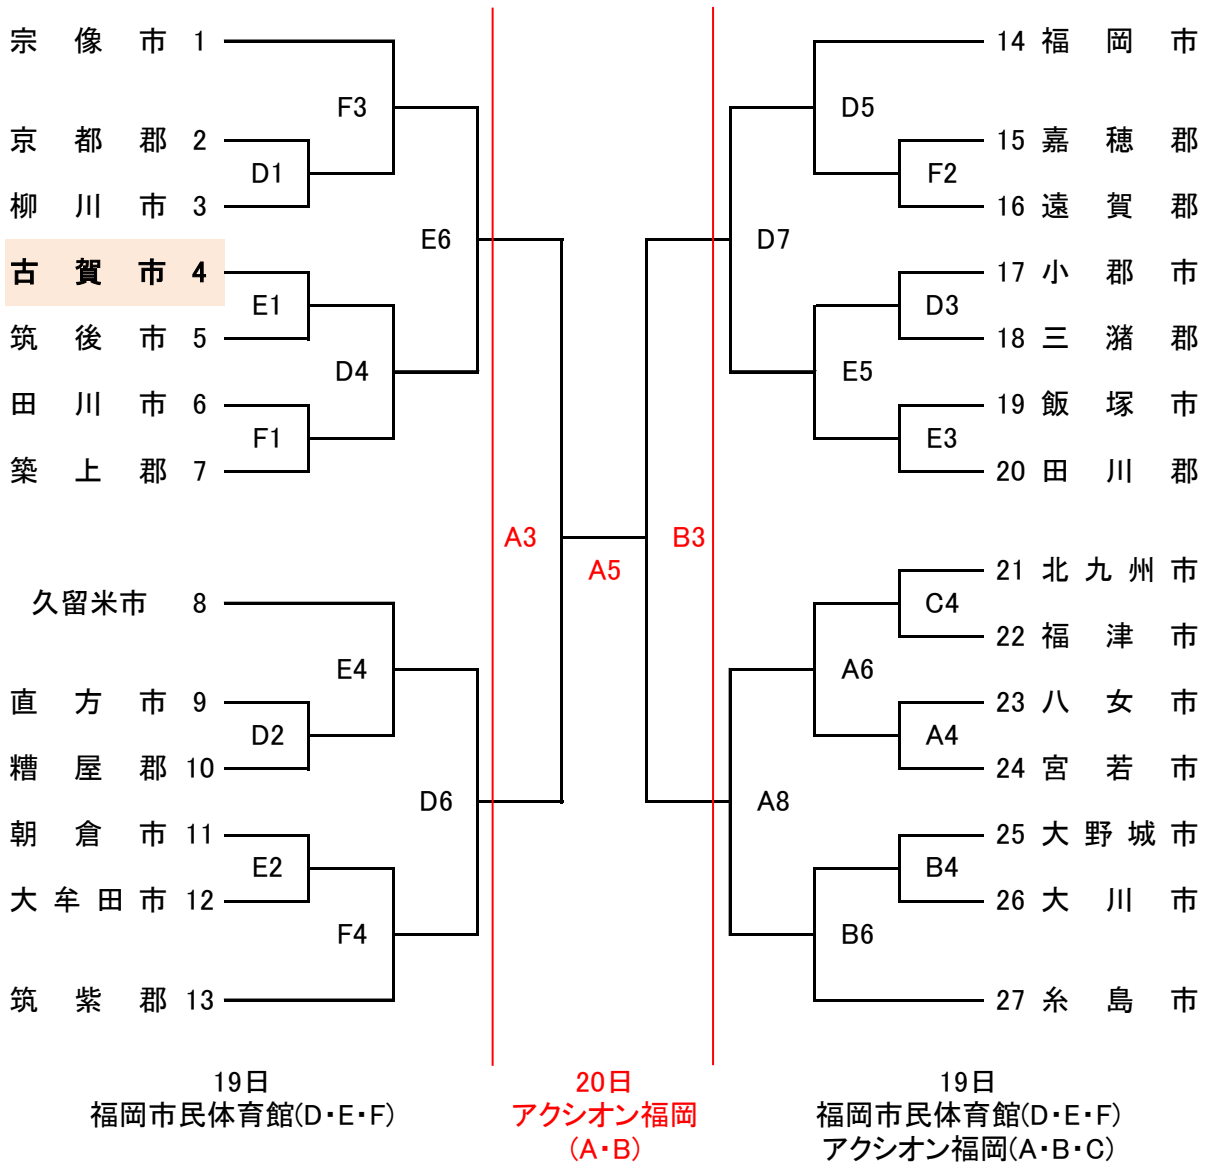 宗像市 1
F3
京都郡 2
D1
柳川市 3
E6
古賀市 4
E1
筑後市 5
D4
田川市 6
F1
築上郡 7
A3
久留米市 8
E4
直方市 9
D2
糟屋郡 10
D6
朝倉市 11
E2
大牟田市 12
F4
筑紫郡 13
A5
14 福岡市
D5
15 嘉穂郡
F2
16 遠賀郡
D7
17 小郡市
D3
18 三潴郡
E5
19 飯塚市
E3
20 田川郡
B3
21 北九州市
C4
22 福津市
A6
23 八女市
A4
24 宮若市
A8
25 大野城市
B4
26 大川市
B6
27 糸島市
19日
福岡市民体育館(D・E・F)
20日
アクシオン福岡
(A・B)
19日
福岡市民体育館(D・E・F)
アクシオン福岡(A・B・C)